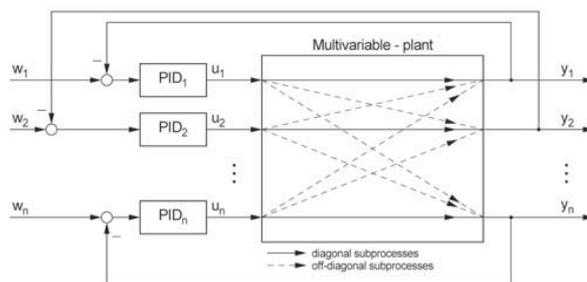 Multivariable - plant
w1 PID1 u1 y1
w2 PID2 u2 y2
wn PIDn un yn
diagonal subprocesses
off-diagonal subprocesses